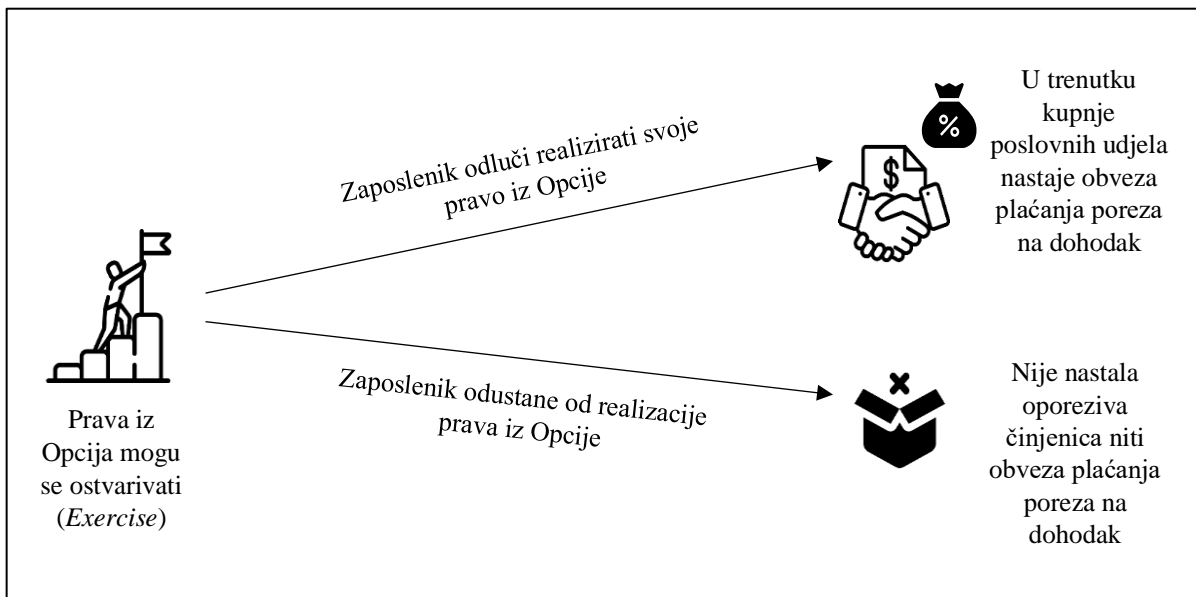 Prava iz
Opcija mogu
se ostvarivati
(Exercise)
Zaposlenik odluči realizirati svoje
pravo iz Opcije
$
%
U trenutku
kupnje
poslovnih udjela
nastaje obveza
plaćanja poreza
na dohodak
Zaposlenik odustane od realizacije
prava iz Opcije
Nije nastala
oporeziva
činjenica niti
obveza plaćanja
poreza na
dohodak